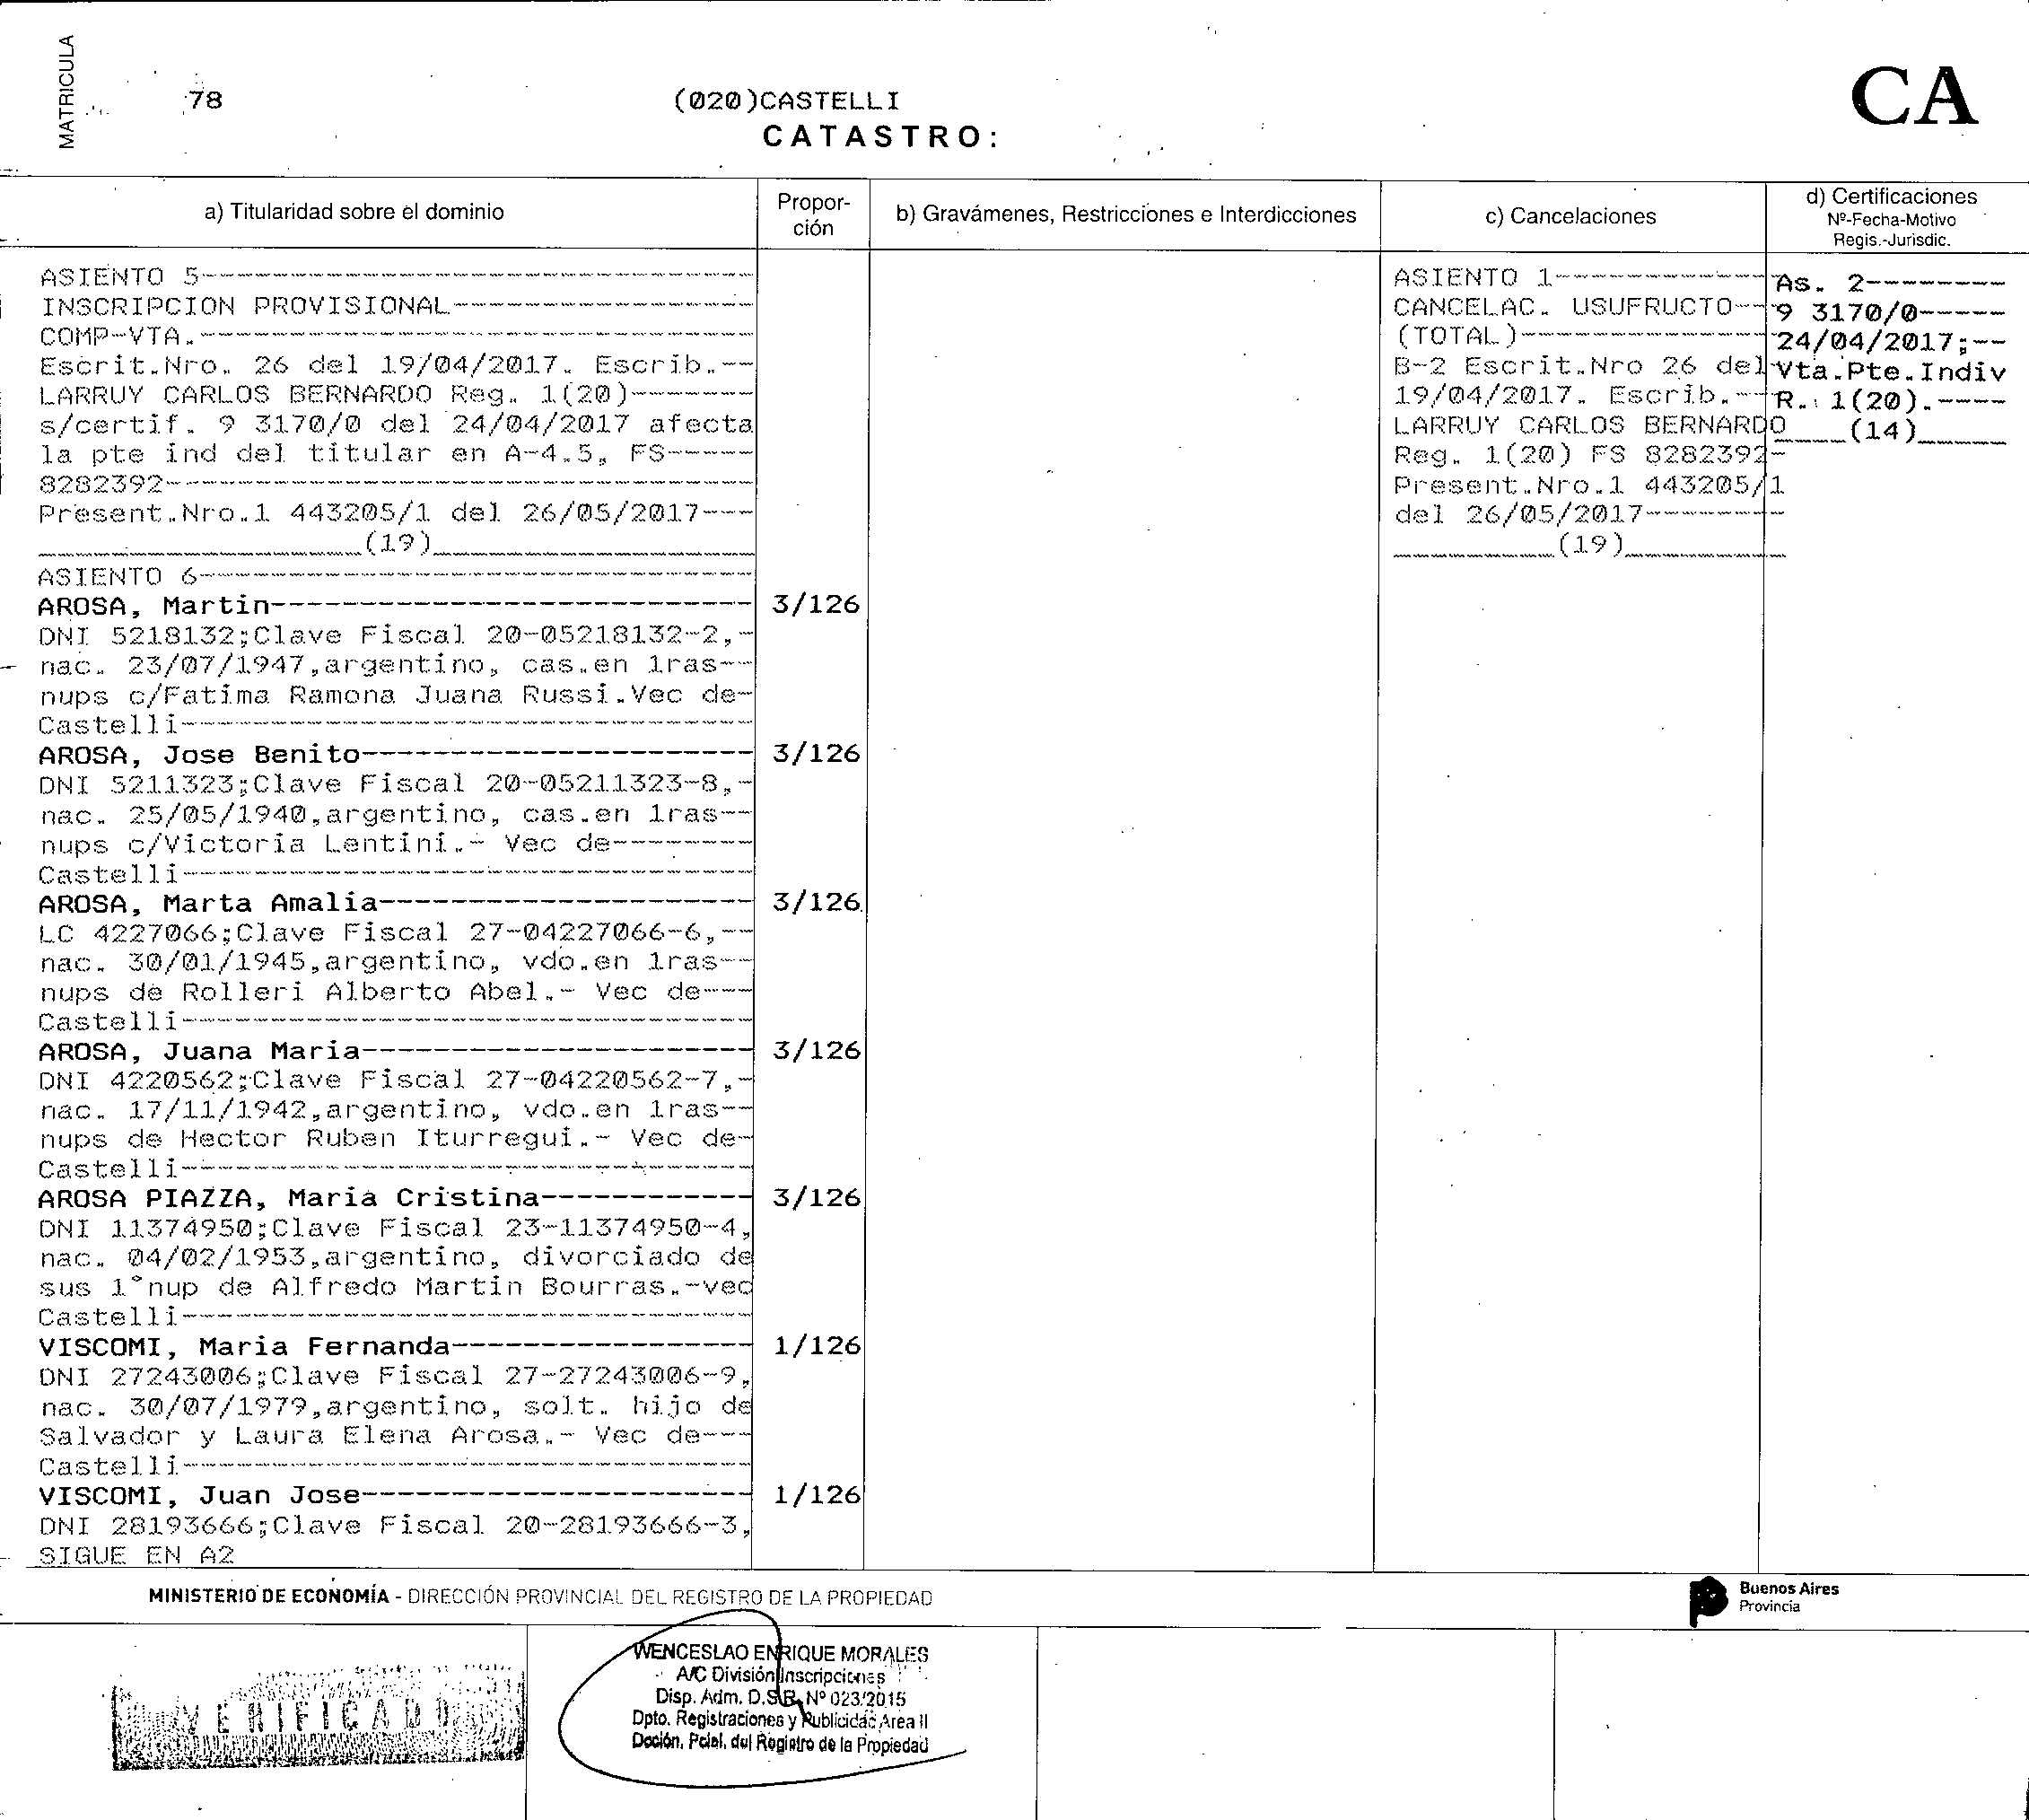 MATRICULA
78
(020)CASTELLI
CATASTRO:
CA
a) Titularidad sobre el dominio
Propor-
ción
b) Gravámenes, Restricciones e Interdicciones
c) Cancelaciones
d) Certificaciones
Nº-Fecha-Motivo
Regis.-Jurisdic.
ASIENTO 5-------------------------------
INSCRIPCION PROVISIONAL-----------------
COMP-VTA.-------------------------------
Escrit.Nro. 26 del 19/04/2017. Escrib.--
LARRUY CARLOS BERNARDO Reg. 1(20)-------
s/certif. 9 3170/0 del 24/04/2017 afecta
la pte ind del titular en A-4.5, FS-----
8282392---------------------------------
Present.Nro.1 443205/1 del 26/05/2017---
__________________(19)__________________
ASIENTO 6-------------------------------
AROSA, Martin--------------------------- 3/126
DNI 5218132;Clave Fiscal 20-05218132-2,-
nac. 23/07/1947,argentino, cas.en 1ras--
nups c/Fatima Ramona Juana Russi.Vec de-
Castelli--------------------------------
AROSA, Jose Benito---------------------- 3/126
DNI 5211323;Clave Fiscal 20-05211323-8,-
nac. 25/05/1940,argentino, cas.en 1ras--
nups c/Victoria Lentini.- Vec de--------
Castelli--------------------------------
AROSA, Marta Amalia--------------------- 3/126
LC 4227066;Clave Fiscal 27-04227066-6,--
nac. 30/01/1945,argentino, vdo.en 1ras--
nups de Rolleri Alberto Abel.- Vec de---
Castelli--------------------------------
AROSA, Juana Maria---------------------- 3/126
DNI 4220562;Clave Fiscal 27-04220562-7,-
nac. 17/11/1942,argentino, vdo.en 1ras--
nups de Hector Ruben Iturregui.- Vec de-
Castelli--------------------------------
AROSA PIAZZA, Maria Cristina------------ 3/126
DNI 11374950;Clave Fiscal 23-11374950-4,
nac. 04/02/1953,argentino, divorciado de
sus 1°nup de Alfredo Martin Bourras.-vec
Castelli--------------------------------
VISCOMI, Maria Fernanda----------------- 1/126
DNI 27243006;Clave Fiscal 27-27243006-9,
nac. 30/07/1979,argentino, solt. hijo de
Salvador y Laura Elena Arosa.- Vec de---
Castelli--------------------------------
VISCOMI, Juan Jose---------------------- 1/126
DNI 28193666;Clave Fiscal 20-28193666-3,
SIGUE EN A2
ASIENTO 1-------------
CANCELAC. USUFRUCTO--
(TOTAL)--------------
B-2 Escrit.Nro 26 del
19/04/2017. Escrib.--
LARRUY CARLOS BERNARDO
Reg. 1(20) FS 8282392-
Present.Nro.1 443205/1
del 26/05/2017--------
_________(19)_________
As. 2--------
9 3170/0-----
24/04/2017;--
Vta.Pte.Indiv
R. 1(20).----
____(14)_____
MINISTERIO DE ECONOMÍA - DIRECCIÓN PROVINCIAL DEL REGISTRO DE LA PROPIEDAD
Buenos Aires
Provincia
VERIFICADO
WENCESLAO ENRIQUE MORALES
A/C División Inscripciones
Disp. Adm. D.S.R. Nº 023/2015
Dpto. Registraciones y Publicidad Area II
Dcción. Pcial. del Registro de la Propiedad